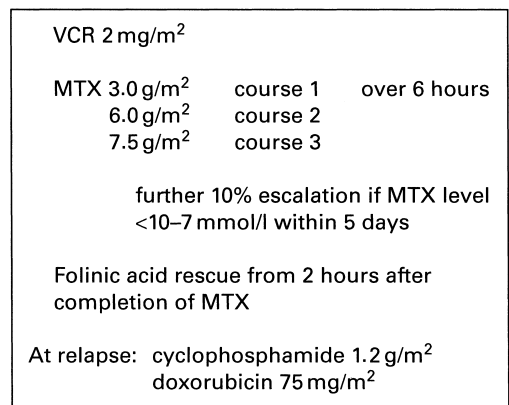 VCR 2 mg/m²
MTX 3.0 g/m² course 1 over 6 hours
6.0 g/m² course 2
7.5 g/m² course 3
further 10% escalation if MTX level
<10–7 mmol/l within 5 days
Folinic acid rescue from 2 hours after
completion of MTX
At relapse: cyclophosphamide 1.2 g/m²
doxorubicin 75 mg/m²